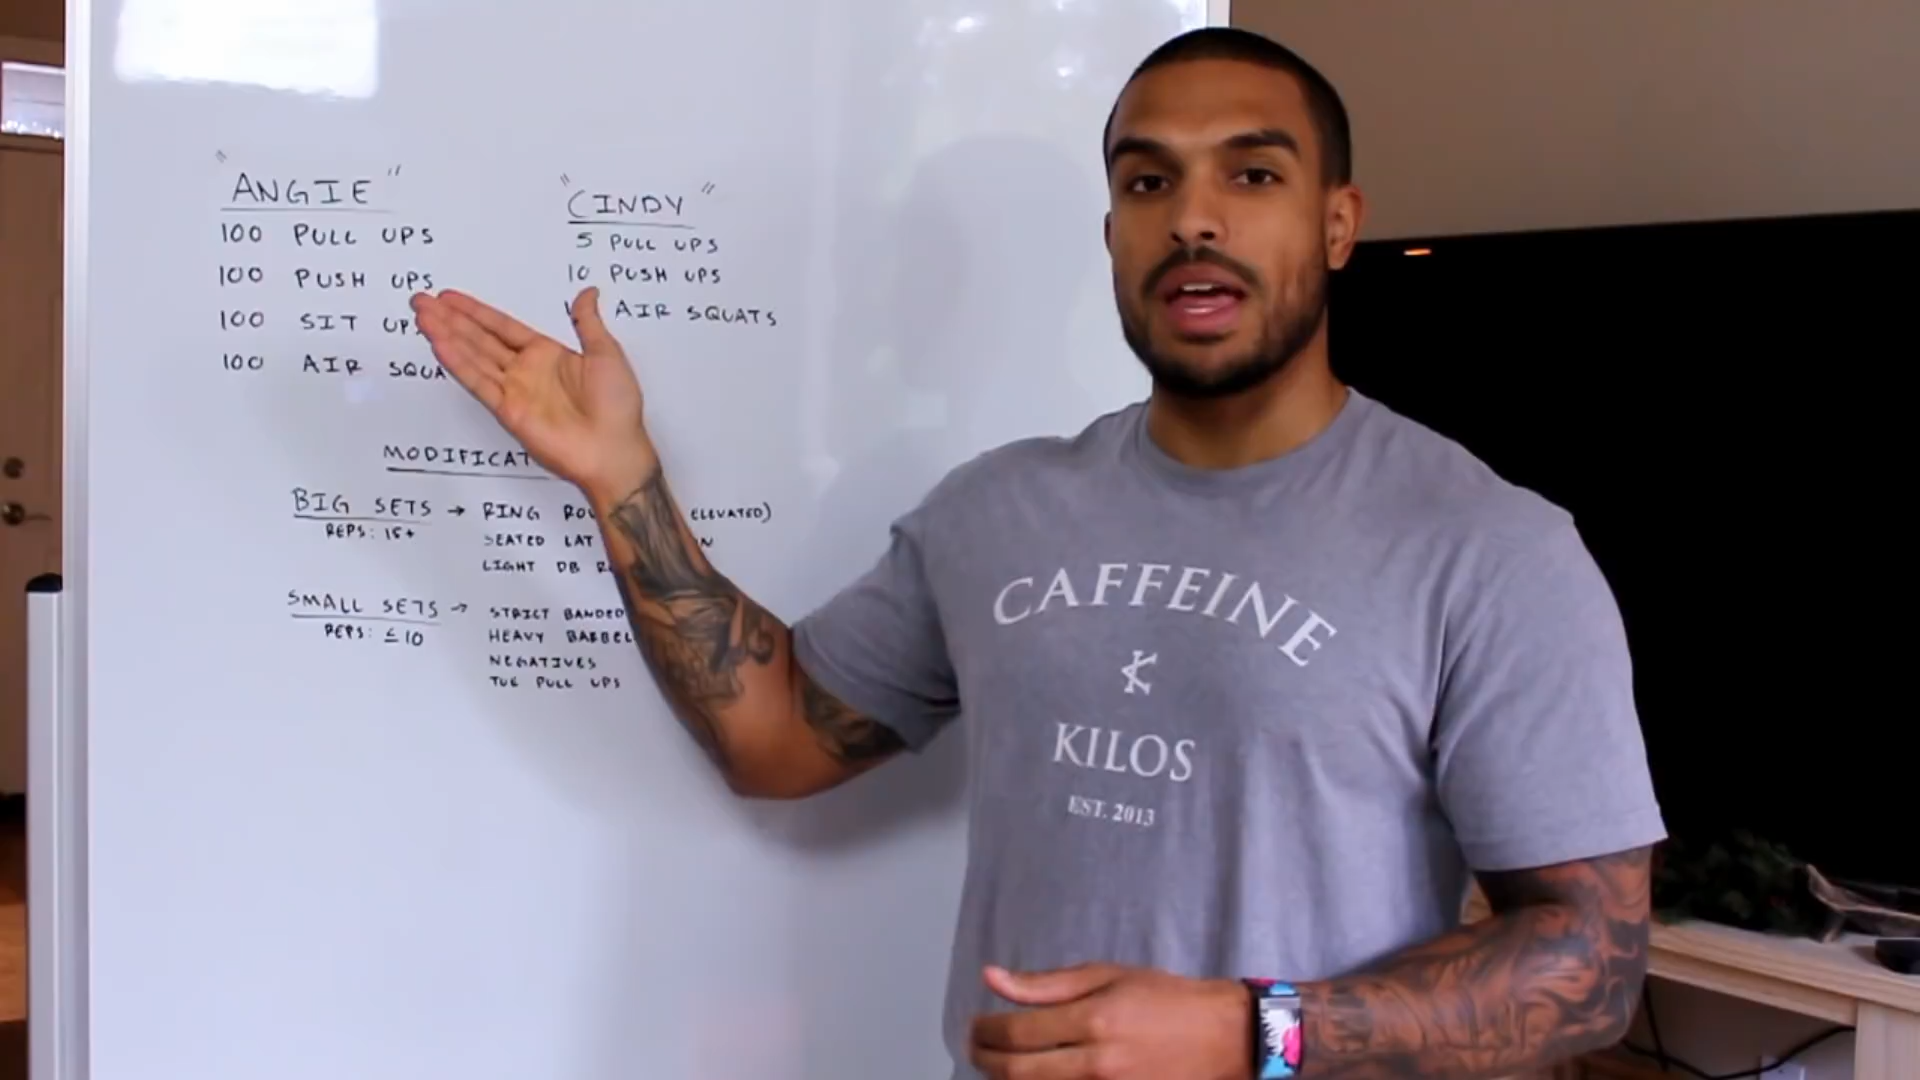 "ANGIE"
100 PULL UPS
100 PUSH UPS
100 SIT UPS
100 AIR SQUA
"CINDY"
5 PULL UPS
10 PUSH UPS
AIR SQUATS
MODIFICAT
BIG SETS → RING ROW ELEVATED)
REPS: 15+
SEATED LAT
LIGHT DB
SMALL SETS → STRICT BANDED
REPS: ≤ 10
HEAVY BARBEL
NEGATIVES
TUE PULL UPS
CAFFEINE
K
KILOS
EST. 2013